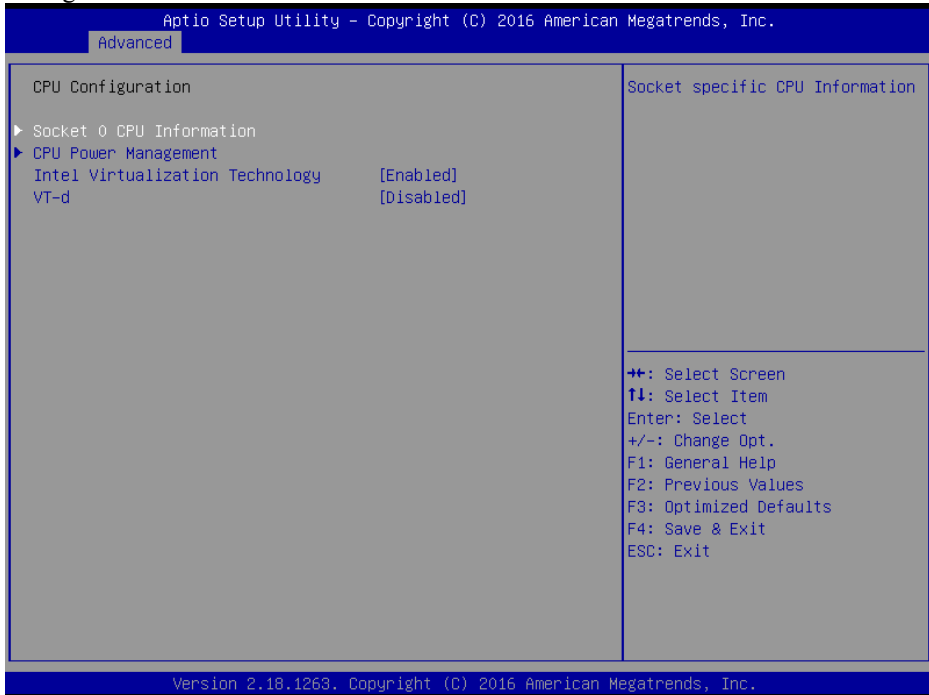 Aptio Setup Utility – Copyright (C) 2016 American Megatrends, Inc.
Advanced
CPU Configuration
Socket 0 CPU Information
CPU Power Management
Intel Virtualization Technology [Enabled]
VT-d [Disabled]
Socket specific CPU Information
→←: Select Screen
↑↓: Select Item
Enter: Select
+/-: Change Opt.
F1: General Help
F2: Previous Values
F3: Optimized Defaults
F4: Save & Exit
ESC: Exit
Version 2.18.1263. Copyright (C) 2016 American Megatrends, Inc.